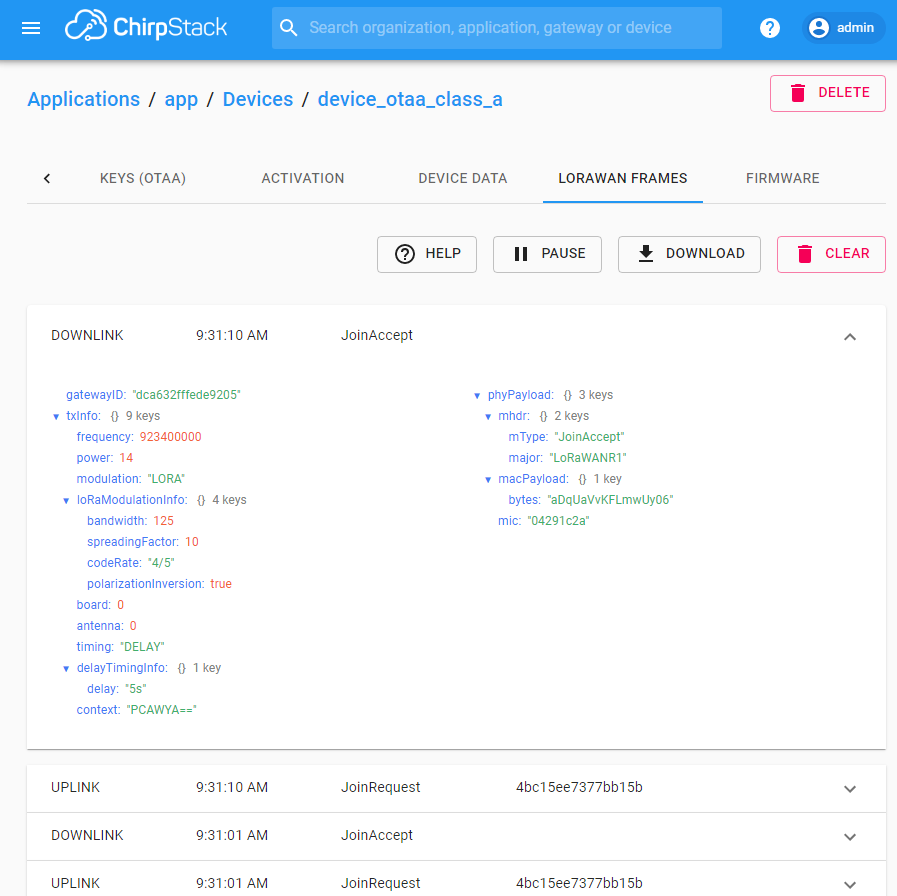 ChirpStack
Search organization, application, gateway or device
?
admin
Applications / app / Devices / device_otaa_class_a
DELETE
KEYS (OTAA)
ACTIVATION
DEVICE DATA
LORAWAN FRAMES
FIRMWARE
HELP
PAUSE
DOWNLOAD
CLEAR
DOWNLINK 9:31:10 AM JoinAccept
gatewayID: "dca632fffede9205"
txInfo: {} 9 keys
frequency: 923400000
power: 14
modulation: "LORA"
loRaModulationInfo: {} 4 keys
bandwidth: 125
spreadingFactor: 10
codeRate: "4/5"
polarizationInversion: true
board: 0
antenna: 0
timing: "DELAY"
delayTimingInfo: {} 1 key
delay: "5s"
context: "PCAWYA=="
phyPayload: {} 3 keys
mhdr: {} 2 keys
mType: "JoinAccept"
major: "LoRaWANR1"
macPayload: {} 1 key
bytes: "aDqUaVvKFLmwUy06"
mic: "04291c2a"
UPLINK 9:31:10 AM JoinRequest 4bc15ee7377bb15b
DOWNLINK 9:31:01 AM JoinAccept
UPLINK 9:31:01 AM JoinRequest 4bc15ee7377bb15b